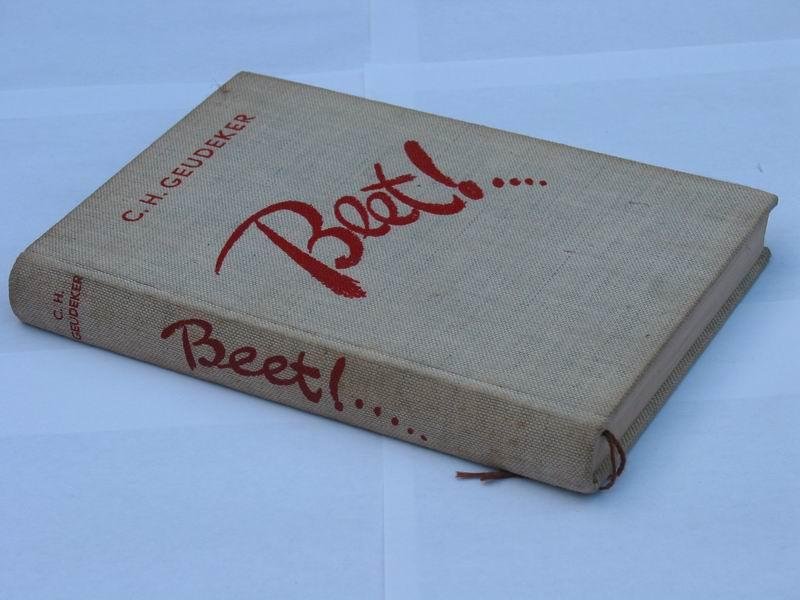 C. H. GEUDEKER
Beet!....
C. H.
GEUDEKER
Beet!.....